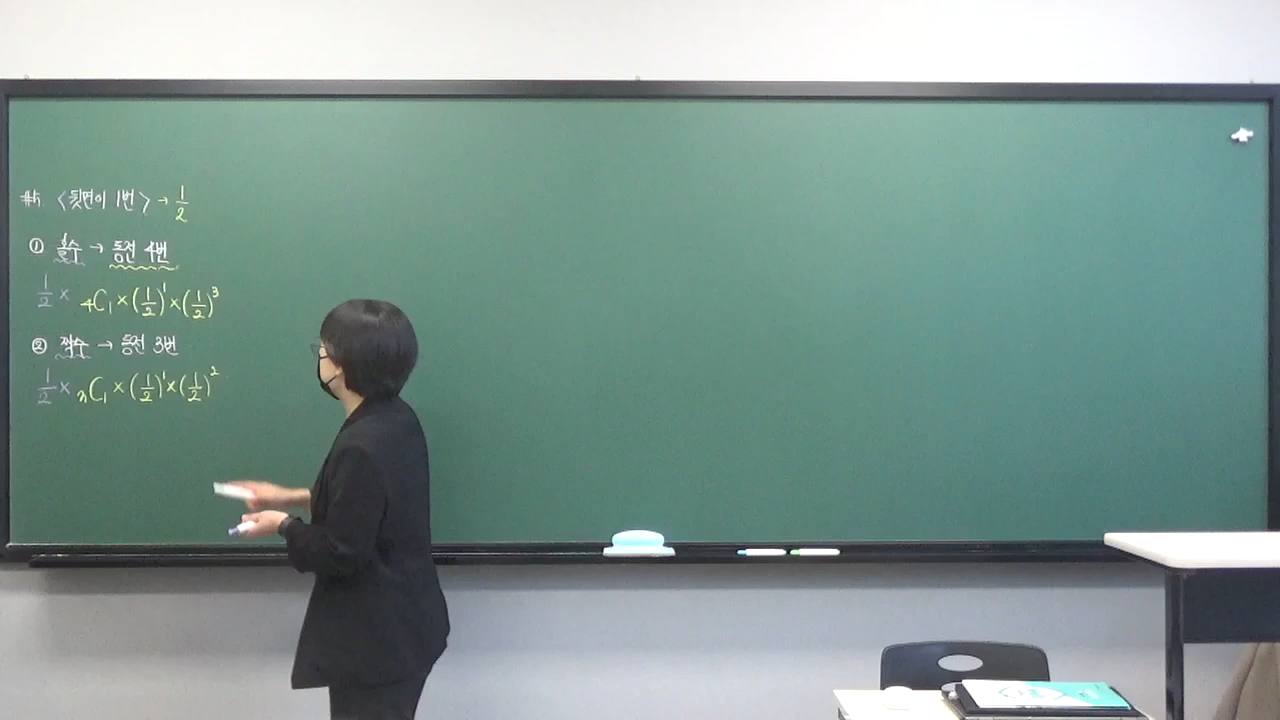 #5. <뒷면이 1번> → 1/2
① 홀수 → 동전 4번
1/2 × ₄C₁ × (1/2)¹ × (1/2)³
② 짝수 → 동전 3번
1/2 × ₃C₁ × (1/2)¹ × (1/2)²